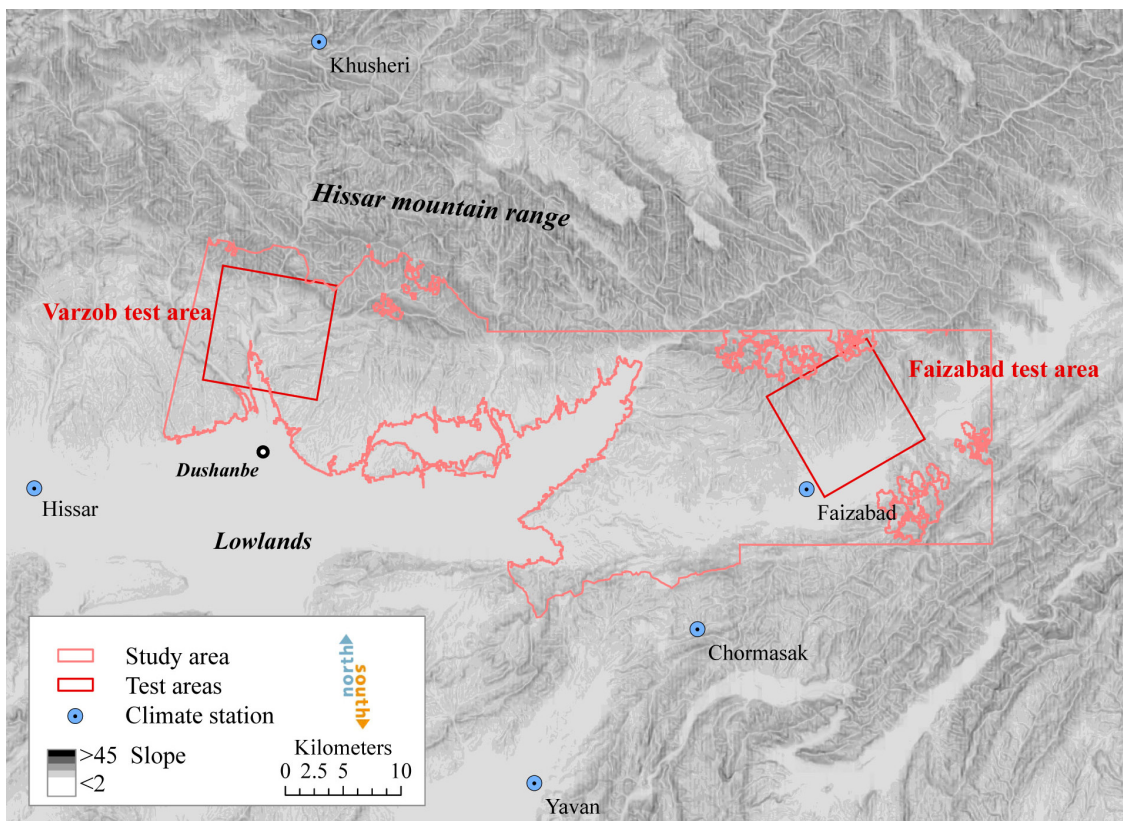 Khusheri
Hissar mountain range
Varzob test area
Faizabad test area
Dushanbe
Hissar
Faizabad
Lowlands
Chormasak
Yavan
Study area
Test areas
Climate station
>45 Slope
<2
north
south
Kilometers
0 2.5 5 10